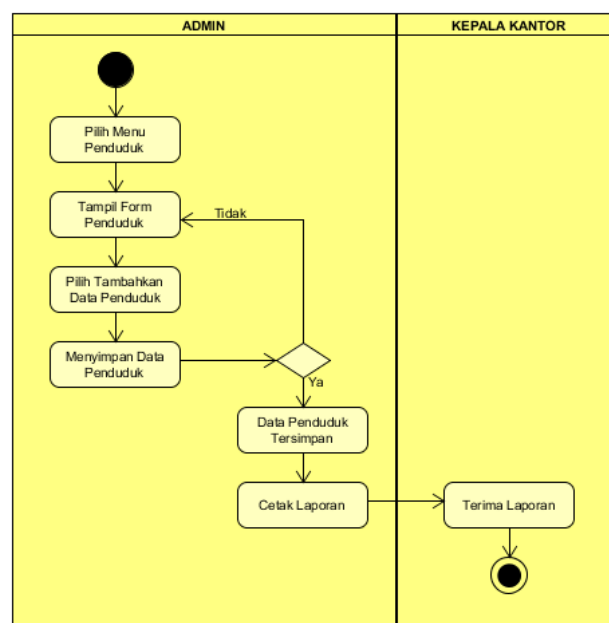 ADMIN
KEPALA KANTOR
Pilih Menu
Penduduk
Tampil Form
Penduduk
Tidak
Pilih Tambahkan
Data Penduduk
Menyimpan Data
Penduduk
Ya
Data Penduduk
Tersimpan
Cetak Laporan
Terima Laporan